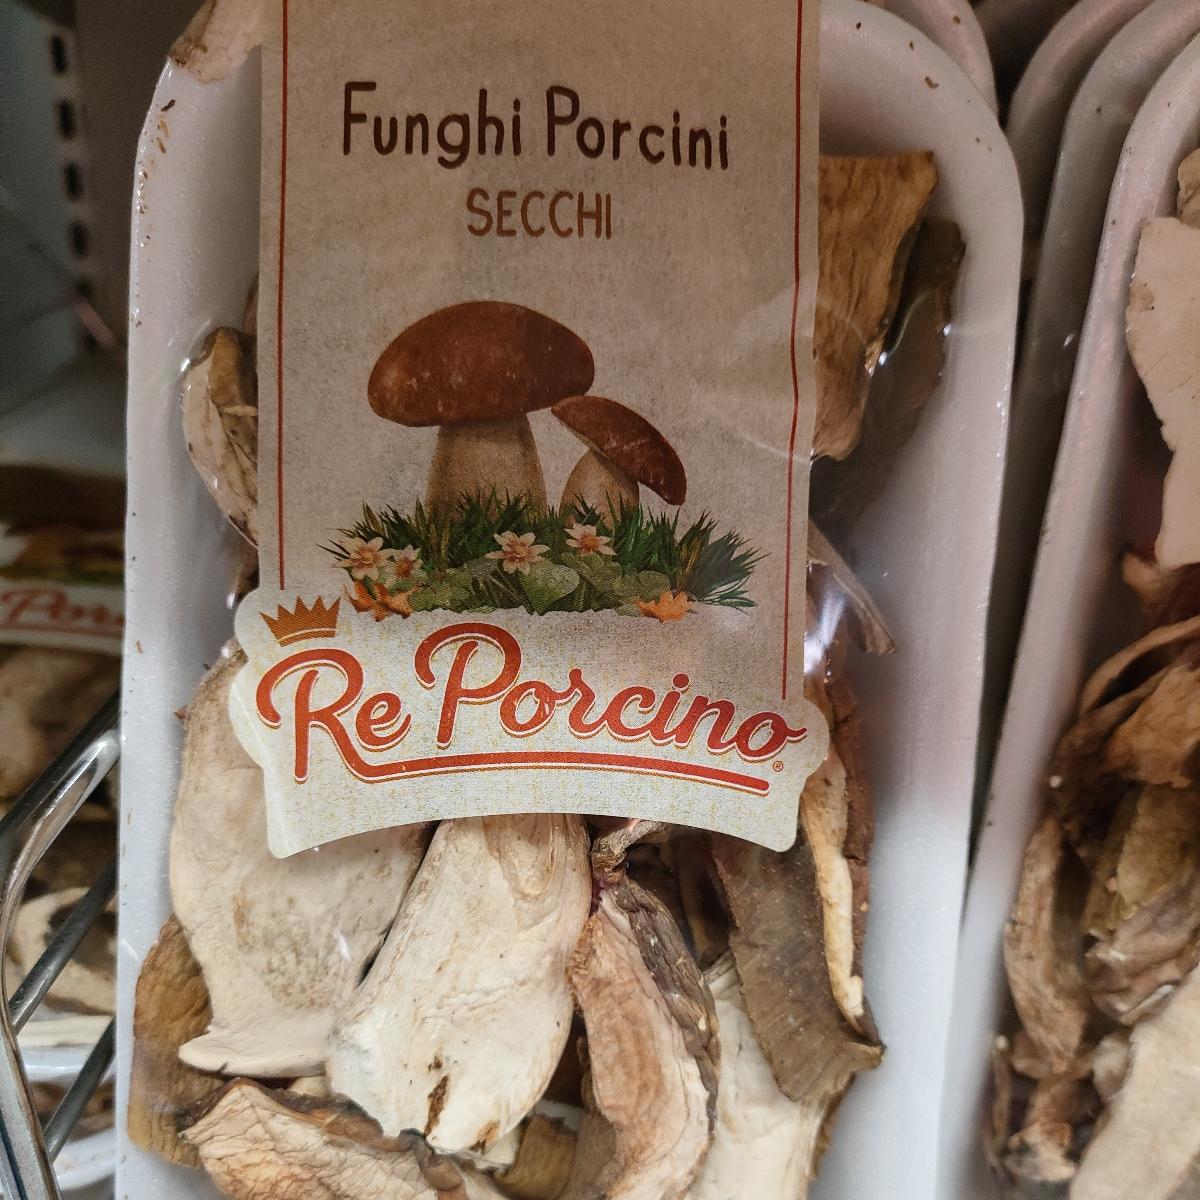 Funghi Porcini
SECCHI
Re Porcino®